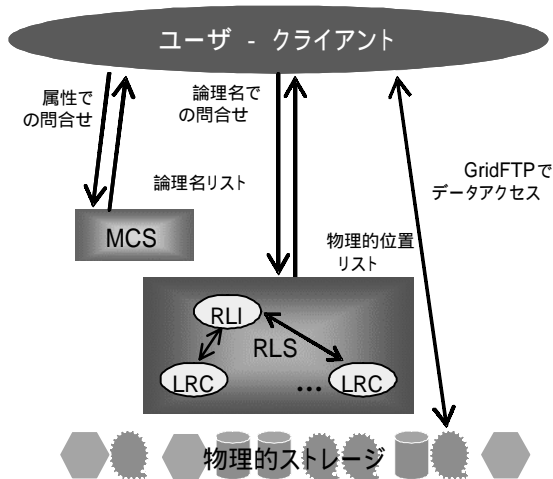 ユーザ - クライアント
属性で
の問合せ
論理名で
の問合せ
GridFTPで
データアクセス
論理名リスト
MCS
物理的位置
リスト
RLI
RLS
LRC
...
LRC
物理的ストレージ